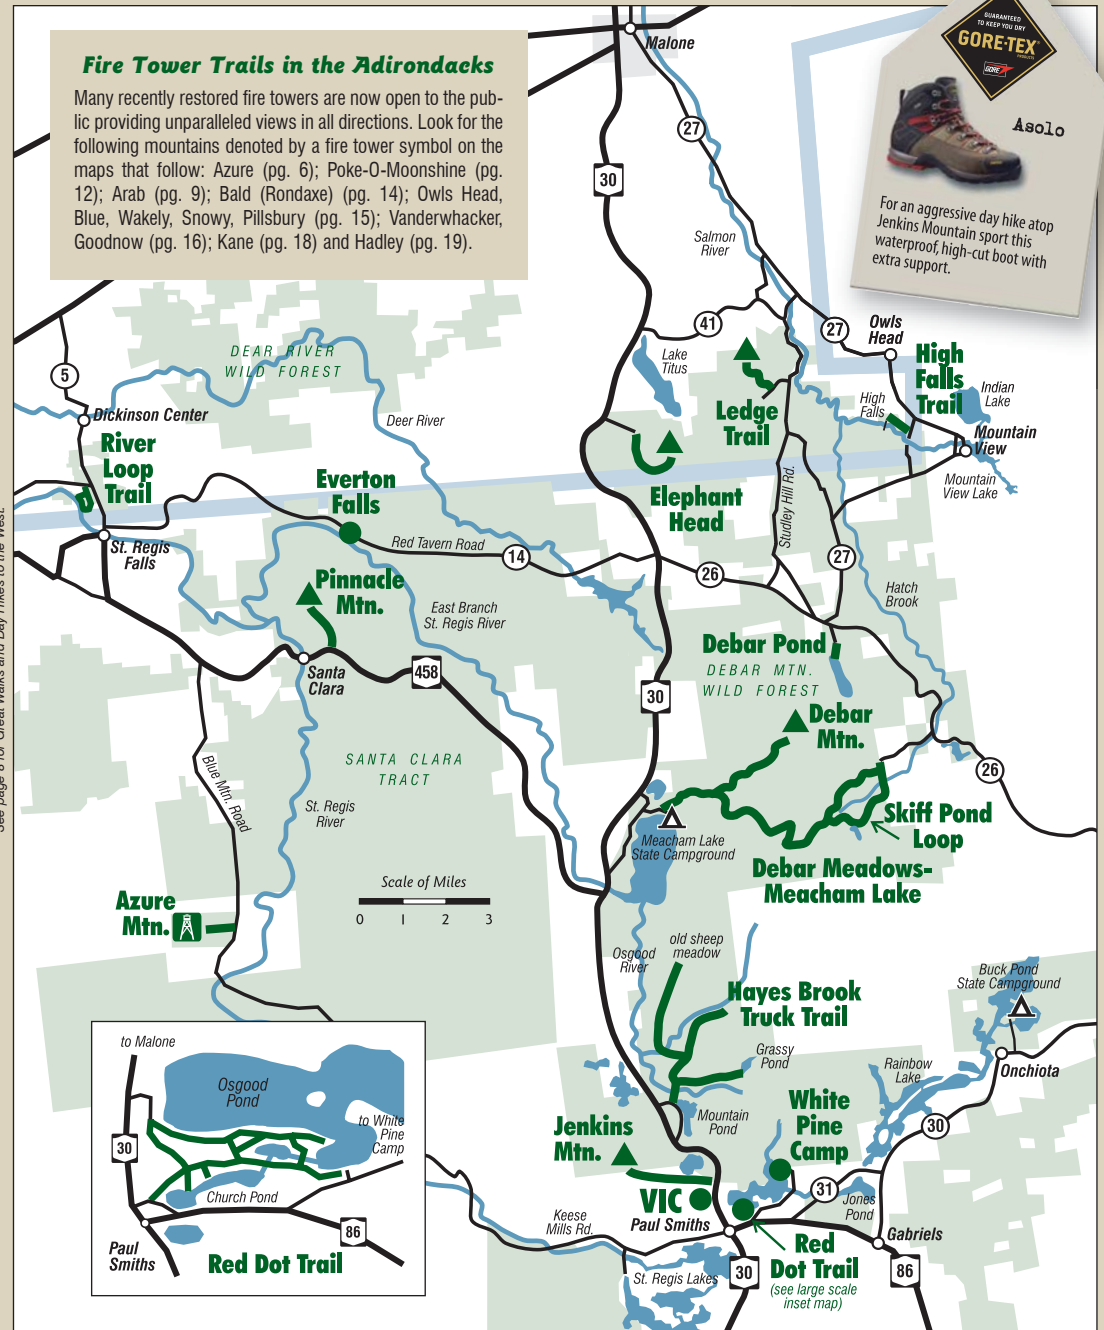 Fire Tower Trails in the Adirondacks
Many recently restored fire towers are now open to the pub-
lic providing unparalleled views in all directions. Look for the
following mountains denoted by a fire tower symbol on the
maps that follow: Azure (pg. 6); Poke-O-Moonshine (pg.
12); Arab (pg. 9); Bald (Rondaxe) (pg. 14); Owls Head,
Blue, Wakely, Snowy, Pillsbury (pg. 15); Vanderwhacker,
Goodnow (pg. 16); Kane (pg. 18) and Hadley (pg. 19).
GUARANTEED
TO KEEP YOU DRY
GORE-TEX
PRODUCTS
GORE
Asolo
For an aggressive day hike atop
Jenkins Mountain sport this
waterproof, high-cut boot with
extra support.
Malone
27
30
Salmon
River
41
27
Owls
Head
High
Falls
Trail
Indian
Lake
High
Falls
Mountain
View
Mountain
View Lake
Lake
Titus
Ledge
Trail
Elephant
Head
Studley Hill Rd.
DEAR RIVER
WILD FOREST
5
Dickinson Center
Deer River
River
Loop
Trail
Everton
Falls
St. Regis
Falls
Red Tavern Road
14
26
27
Hatch
Brook
Pinnacle
Mtn.
East Branch
St. Regis River
Santa
Clara
458
30
Debar Pond
DEBAR MTN.
WILD FOREST
Debar
Mtn.
26
SANTA CLARA
TRACT
Blue Mtn. Road
St. Regis
River
Skiff Pond
Loop
Meacham Lake
State Campground
Debar Meadows-
Meacham Lake
Scale of Miles
0 1 2 3
Azure
Mtn.
Osgood
River
old sheep
meadow
Hayes Brook
Truck Trail
Grassy
Pond
Buck Pond
State Campground
Rainbow
Lake
Onchiota
30
Mountain
Pond
White
Pine
Camp
Jenkins
Mtn.
VIC
Paul Smiths
31
Jones
Pond
Gabriels
Keese
Mills Rd.
St. Regis Lakes
30
Red
Dot Trail
(see large scale
inset map)
86
to Malone
Osgood
Pond
to White
Pine
Camp
30
Church Pond
86
Paul
Smiths
Red Dot Trail
See page 8 for Great Walks and Day Hikes to the West.